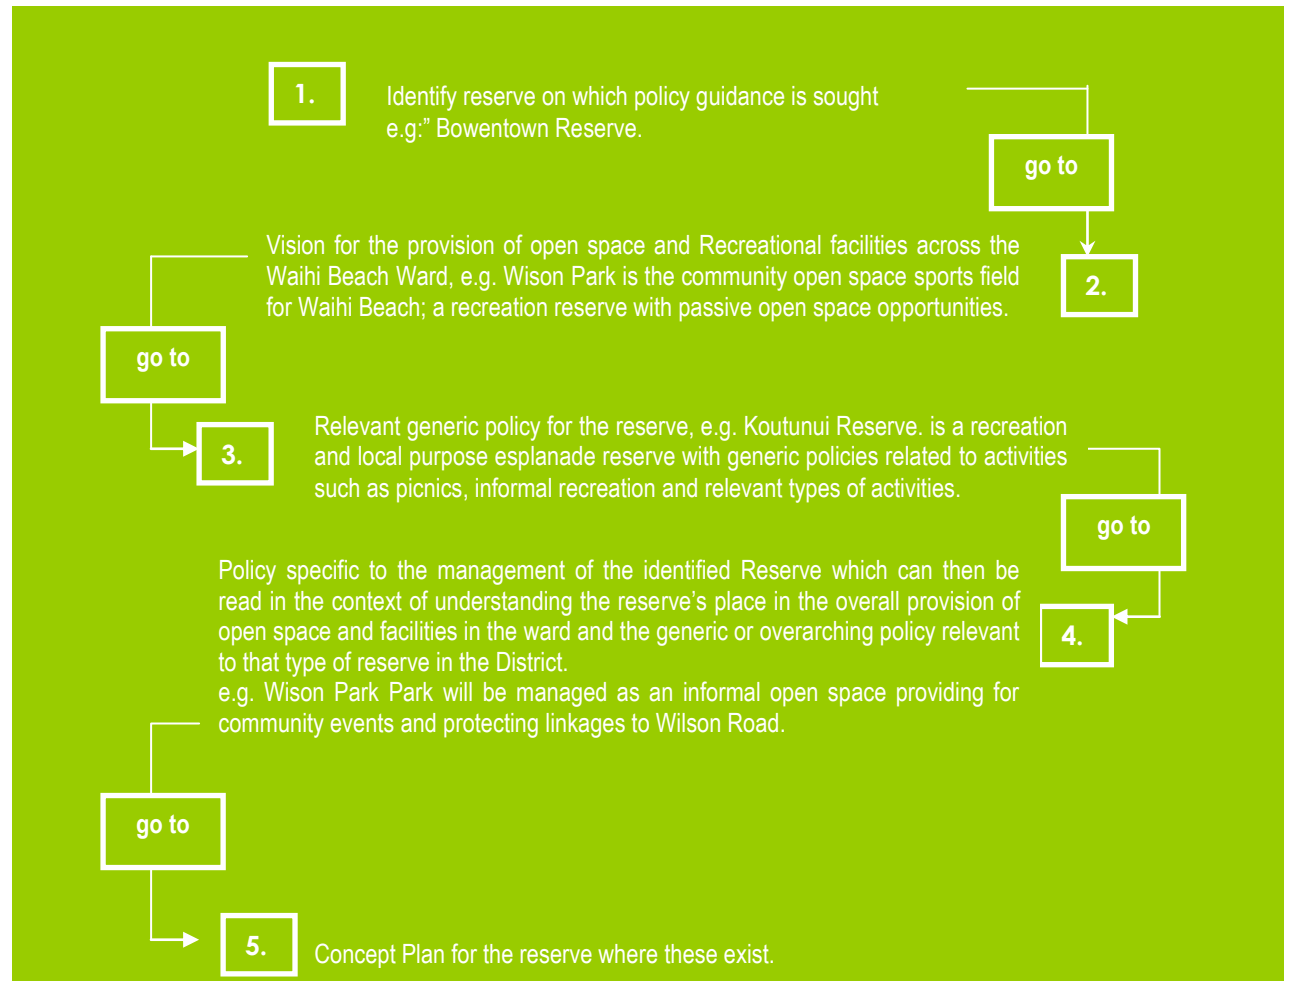 1.
Identify reserve on which policy guidance is sought
e.g:” Bowentown Reserve.
go to
Vision for the provision of open space and Recreational facilities across the
Waihi Beach Ward, e.g. Wison Park is the community open space sports field
for Waihi Beach; a recreation reserve with passive open space opportunities.
2.
go to
3.
Relevant generic policy for the reserve, e.g. Koutunui Reserve. is a recreation
and local purpose esplanade reserve with generic policies related to activities
such as picnics, informal recreation and relevant types of activities.
go to
Policy specific to the management of the identified Reserve which can then be
read in the context of understanding the reserve’s place in the overall provision of
open space and facilities in the ward and the generic or overarching policy relevant
to that type of reserve in the District.
e.g. Wison Park Park will be managed as an informal open space providing for
community events and protecting linkages to Wilson Road.
4.
go to
5.
Concept Plan for the reserve where these exist.